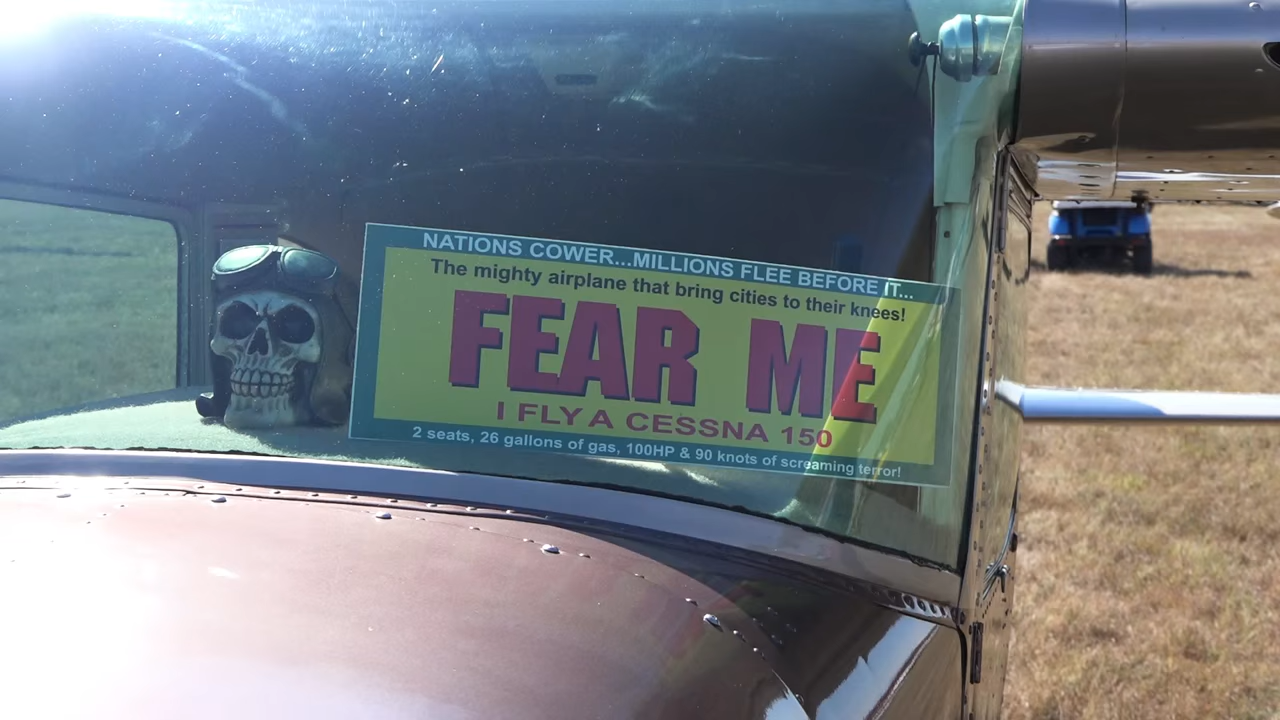 NATIONS COWER...MILLIONS FLEE BEFORE IT...
The mighty airplane that bring cities to their knees!
FEAR ME
I FLY A CESSNA 150
2 seats, 26 gallons of gas, 100HP & 90 knots of screaming terror!